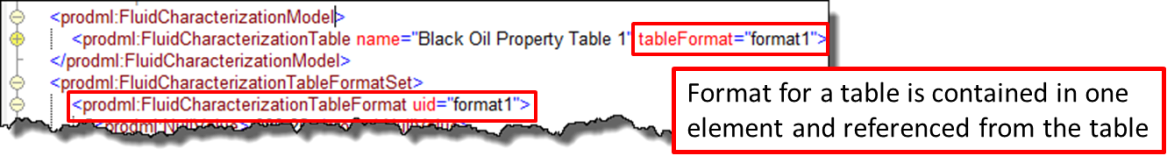 <prodml:FluidCharacterizationModel>
<prodml:FluidCharacterizationTable name="Black Oil Property Table 1" tableFormat="format1">
</prodml:FluidCharacterizationModel>
<prodml:FluidCharacterizationTableFormatSet>
<prodml:FluidCharacterizationTableFormat uid="format1">
Format for a table is contained in one
element and referenced from the table